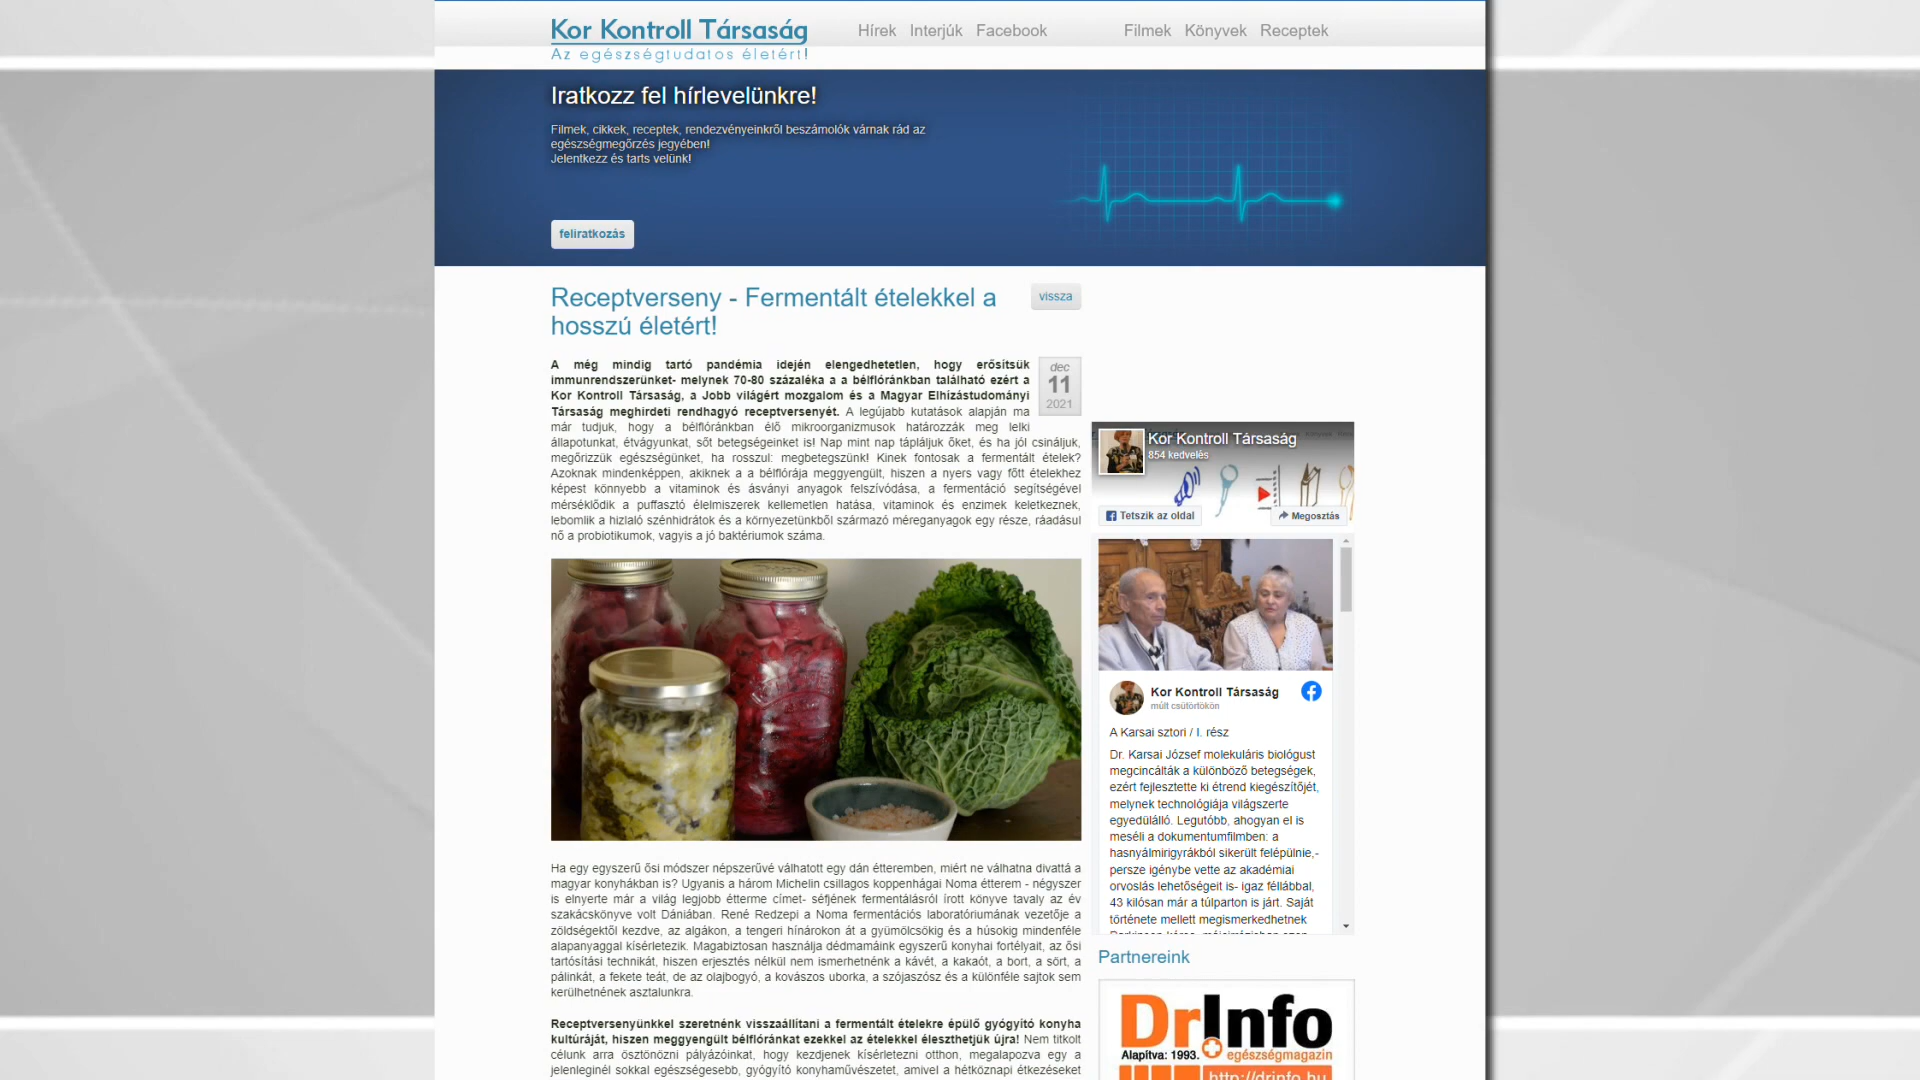 Kor Kontroll Társaság
Az egészségtudatos életért!
Hírek Interjúk Facebook Filmek Könyvek Receptek
Iratkozz fel hírlevelünkre!
Filmek, cikkek, receptek, rendezvényeinkről beszámolók várnak rád az
egészségmegőrzés jegyében!
Jelentkezz és tarts velünk!
feliratkozás
Receptverseny - Fermentált ételekkel a
hosszú életért!
vissza
dec
11
2021
A még mindig tartó pandémia idején elengedhetetlen, hogy erősítsük
immunrendszerünket- melynek 70-80 százaléka a a bélflóránkban található ezért a
Kor Kontroll Társaság, a Jobb világért mozgalom és a Magyar Elhízástudományi
Társaság meghirdeti rendhagyó receptversenyét. A legújabb kutatások alapján ma
már tudjuk, hogy a bélflóránkban élő mikroorganizmusok határozzák meg lelki
állapotunkat, étvágyunkat, sőt betegségeinket is! Nap mint nap tápláljuk őket, és ha jól csináljuk,
megőrizzük egészségünket, ha rosszul: megbetegszünk! Kinek fontosak a fermentált ételek?
Azoknak mindenképpen, akiknek a a bélflórája meggyengült, hiszen a nyers vagy főtt ételekhez
képest könnyebb a vitaminok és ásványi anyagok felszívódása, a fermentáció segítségével
mérséklődik a puffasztó élelmiszerek kellemetlen hatása, vitaminok és enzimek keletkeznek,
lebomlik a hizlaló szénhidrátok és a környezetünkből származó méreganyagok egy része, ráadásul
nő a probiotikumok, vagyis a jó baktériumok száma.
Ha egy egyszerű ősi módszer népszerűvé válhatott egy dán étteremben, miért ne válhatna divattá a
magyar konyhákban is? Ugyanis a három Michelin csillagos koppenhágai Noma étterem - négyszer
is elnyerte már a világ legjobb étterme címet- séfjének fermentálásról írott könyve tavaly az év
szakácskönyve volt Dániában. René Redzepi a Noma fermentációs laboratóriumának vezetője a
zöldségektől kezdve, az algákon, a tengeri hínárokon át a gyümölcsökig és a húsokig mindenféle
alapanyaggal kísérletezik. Magabiztosan használja dédmamáink egyszerű konyhai fortélyait, az ősi
tartósítási technikát, hiszen erjesztés nélkül nem ismerhetnénk a kávét, a kakaót, a bort, a sört, a
pálinkát, a fekete teát, de az olajbogyó, a kovászos uborka, a szójaszósz és a különféle sajtok sem
kerülhetnének asztalunkra.
Receptversenyünkkel szeretnénk visszaállítani a fermentált ételekre épülő gyógyító konyha
kultúráját, hiszen meggyengült bélflóránkat ezekkel az ételekkel éleszthetjük újra! Nem titkolt
célunk arra ösztönözni pályázóinkat, hogy kezdjenek kísérletezni otthon, megalapozva egy a
jelenleginél sokkal egészségesebb, gyógyító konyhaművészetet, amivel a hétköznapi étkezéseket
Kor Kontroll Társaság
854 kedvelés
Tetszik az oldal
Megosztás
Kor Kontroll Társaság
múlt csütörtökön
A Karsai sztori / I. rész
Dr. Karsai József molekuláris biológust
megcincálták a különböző betegségek,
ezért fejlesztette ki étrend kiegészítőjét,
melynek technológiája világszerte
egyedülálló. Legutóbb, ahogyan el is
meséli a dokumentumfilmben: a
hasnyálmirigyrákból sikerült felépülnie,-
persze igénybe vette az akadémiai
orvoslás lehetőségeit is- igaz féllábbal,
43 kilósan már a túlparton is járt. Saját
története mellett megismerkedhetnek
Partnereink
Dr.Info
Alapítva: 1993.
egészségmagazin
http://drinfo.hu